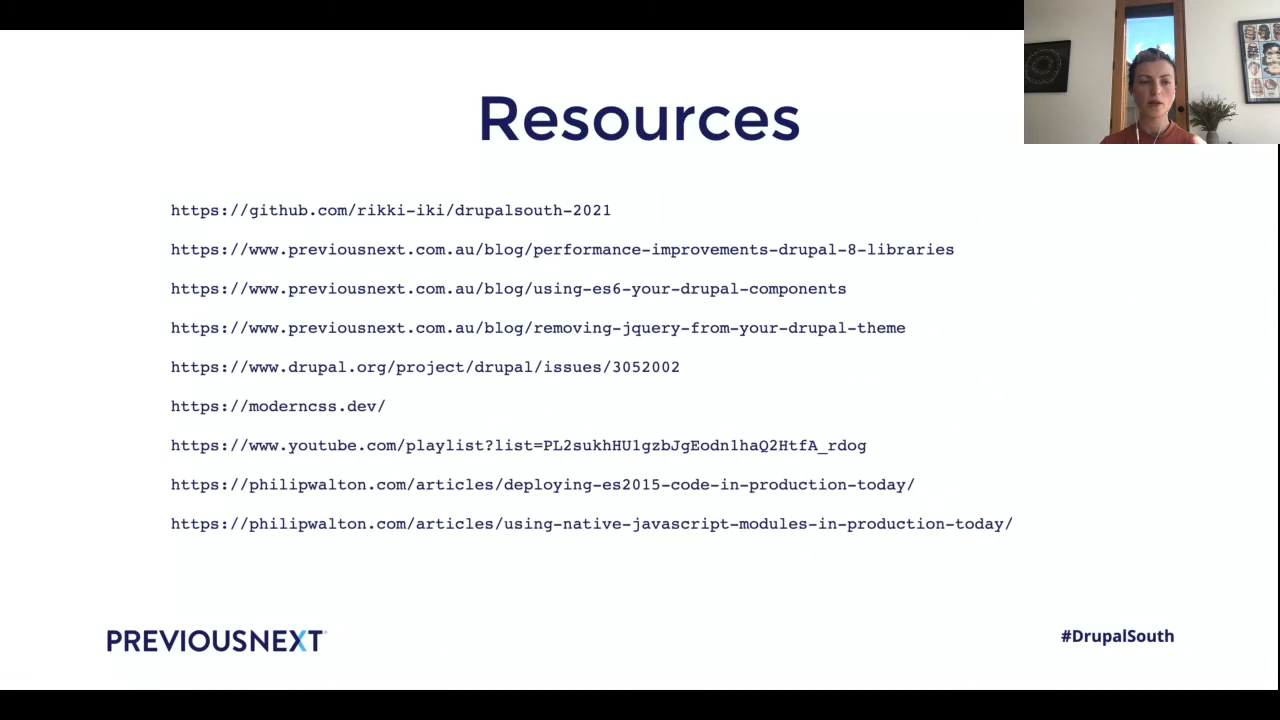 Resources
https://github.com/rikki-iki/drupalsouth-2021
https://www.previousnext.com.au/blog/performance-improvements-drupal-8-libraries
https://www.previousnext.com.au/blog/using-es6-your-drupal-components
https://www.previousnext.com.au/blog/removing-jquery-from-your-drupal-theme
https://www.drupal.org/project/drupal/issues/3052002
https://moderncss.dev/
https://www.youtube.com/playlist?list=PL2sukhHU1gzbJgEodn1haQ2HtfA_rdog
https://philipwalton.com/articles/deploying-es2015-code-in-production-today/
https://philipwalton.com/articles/using-native-javascript-modules-in-production-today/
PREVIOUSNEXT
#DrupalSouth